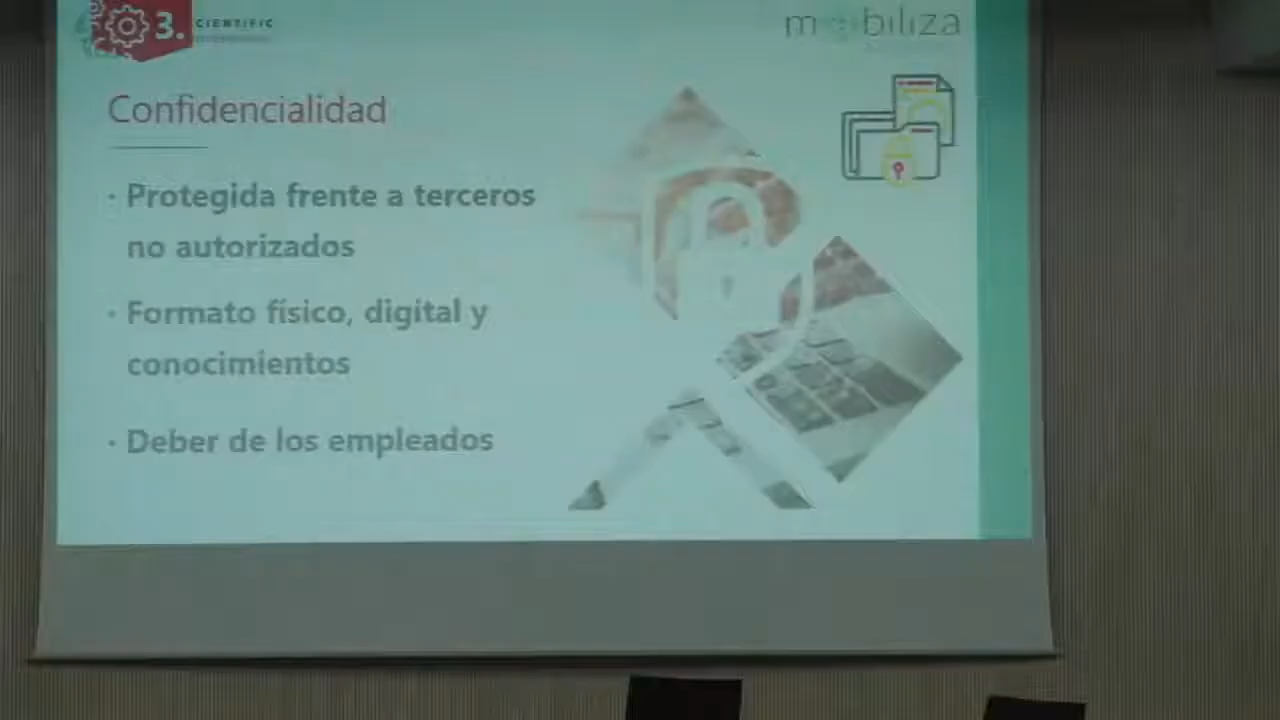 3.
CIENTIFIC
mobiliza
Confidencialidad
· Protegida frente a terceros
no autorizados
· Formato físico, digital y
conocimientos
· Deber de los empleados